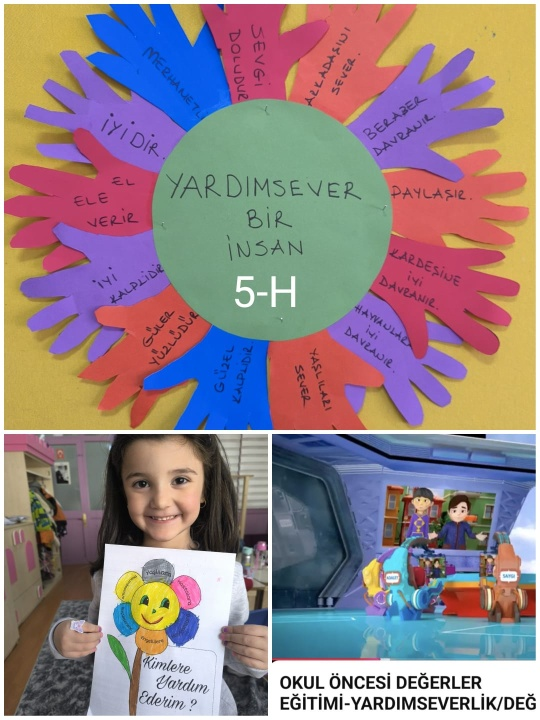 SEVGİ
DOLUDUR
ARKADAŞINI
SEVER.
BERABER
DAVRANIR.
PAYLAŞIR.
KARDEŞİNE
İYİ
DAVRANIR.
HAYVANLARA
İYİ
DAVRANIR.
YAŞLILARI
SEVER
GÜZEL
KALPLİDİR
GÜLER
YÜZLÜDÜR
İYİ
KALPLİDİR
EL
ELE
VERİR
İYİDİR.
MERHAMETLİ
YARDIMSEVER
BİR
İNSAN
5-H
Yaşlılara
Kimlere
Yardım
Ederim ?
OKUL ÖNCESİ DEĞERLER
EĞİTİMİ-YARDIMSEVERLİK/DEĞ